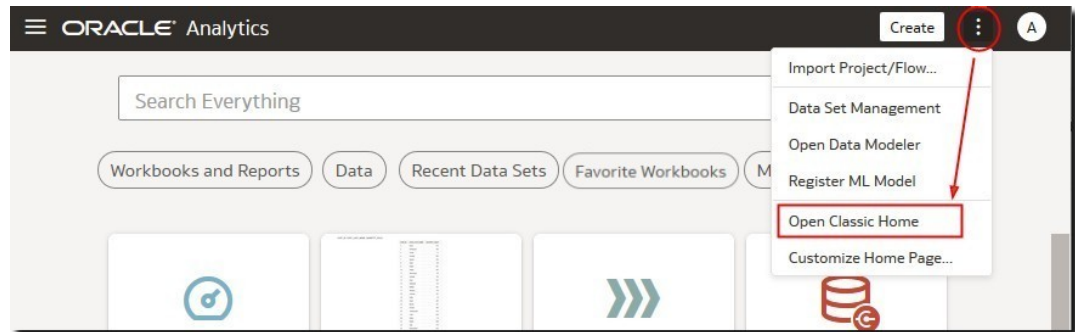 ORACLE® Analytics
Create
A
Import Project/Flow...
Search Everything
Data Set Management
Open Data Modeler
Workbooks and Reports
Data
Recent Data Sets
Favorite Workbooks
M
Register ML Model
Open Classic Home
Customize Home Page...